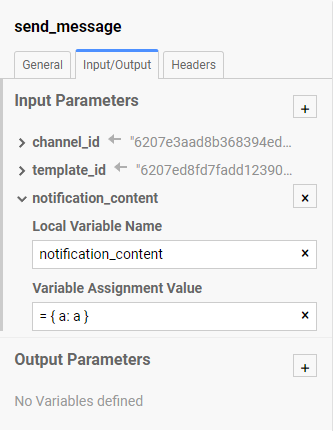 send_message
General
Input/Output
Headers
Input Parameters
+
channel_id "6207e3aad8b368394ed...
template_id "6207ed8fd7fadd12390...
notification_content ×
Local Variable Name
notification_content ×
Variable Assignment Value
= { a: a } ×
Output Parameters
+
No Variables defined